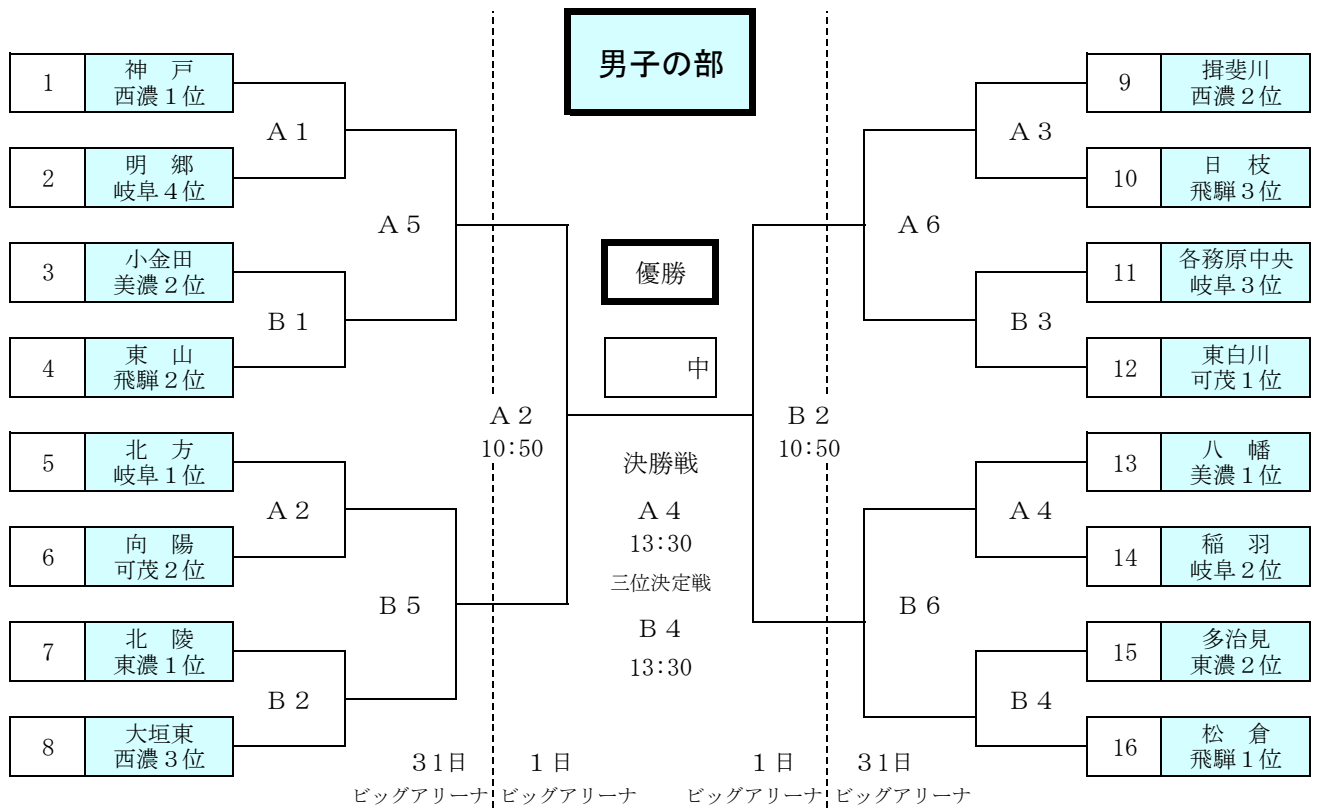 男子の部
1
神　戸
西濃１位
2
明　郷
岐阜４位
3
小金田
美濃２位
4
東　山
飛騨２位
5
北　方
岐阜１位
6
向　陽
可茂２位
7
北　陵
東濃１位
8
大垣東
西濃３位
Ａ１
Ｂ１
Ａ２
Ｂ２
Ａ５
Ｂ５
Ａ２
10:50
優勝
中
決勝戦
Ａ４
13:30
三位決定戦
Ｂ４
13:30
Ｂ２
10:50
Ａ６
Ｂ６
Ａ３
Ｂ３
Ａ４
Ｂ４
9
揖斐川
西濃２位
10
日　枝
飛騨３位
11
各務原中央
岐阜３位
12
東白川
可茂１位
13
八　幡
美濃１位
14
稲　羽
岐阜２位
15
多治見
東濃２位
16
松　倉
飛騨１位
３１日
ビッグアリーナ
１日
ビッグアリーナ
１日
ビッグアリーナ
３１日
ビッグアリーナ